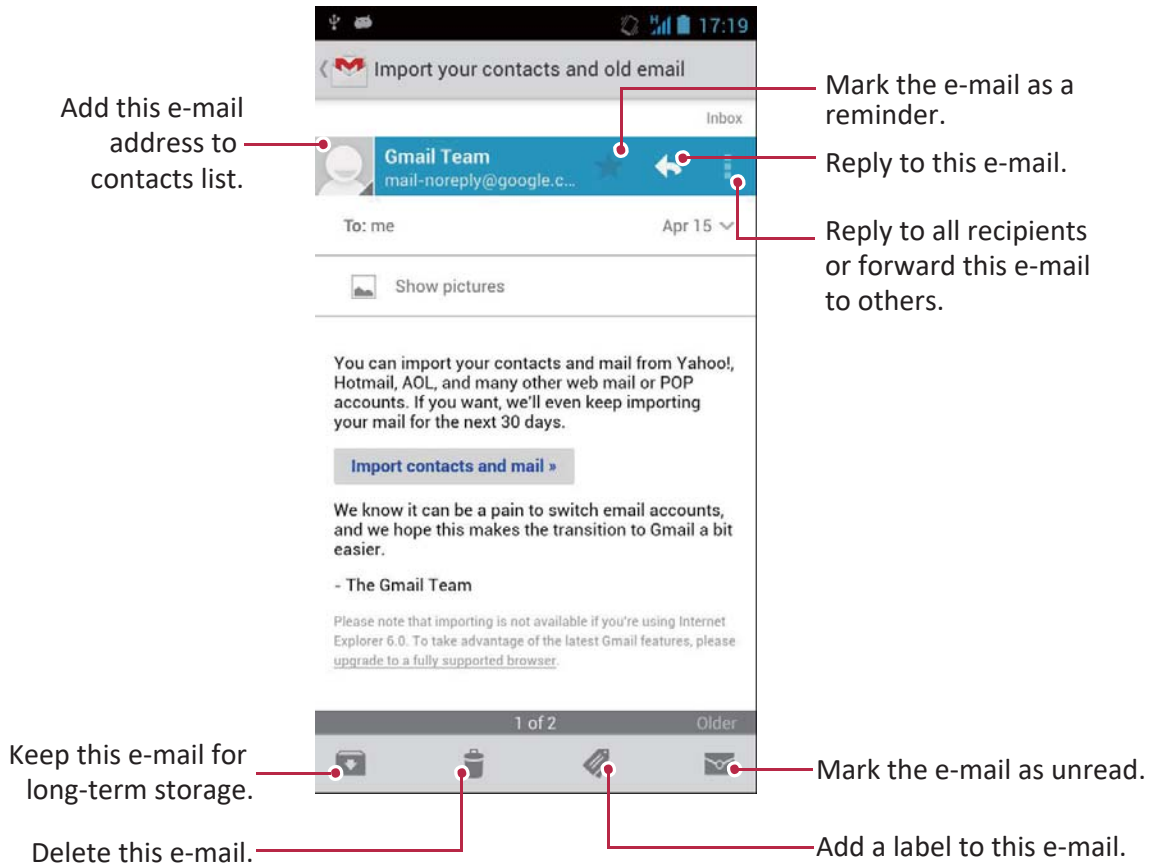 17:19
Import your contacts and old email
Inbox
Gmail Team
mail-noreply@google.c...
To: me
Apr 15
Show pictures
You can import your contacts and mail from Yahoo!,
Hotmail, AOL, and many other web mail or POP
accounts. If you want, we'll even keep importing
your mail for the next 30 days.
Import contacts and mail »
We know it can be a pain to switch email accounts,
and we hope this makes the transition to Gmail a bit
easier.
- The Gmail Team
Please note that importing is not available if you're using Internet
Explorer 6.0. To take advantage of the latest Gmail features, please
upgrade to a fully supported browser.
1 of 2
Older
Add this e-mail
address to
contacts list.
Mark the e-mail as a
reminder.
Reply to this e-mail.
Reply to all recipients
or forward this e-mail
to others.
Keep this e-mail for
long-term storage.
Delete this e-mail.
Mark the e-mail as unread.
Add a label to this e-mail.
H